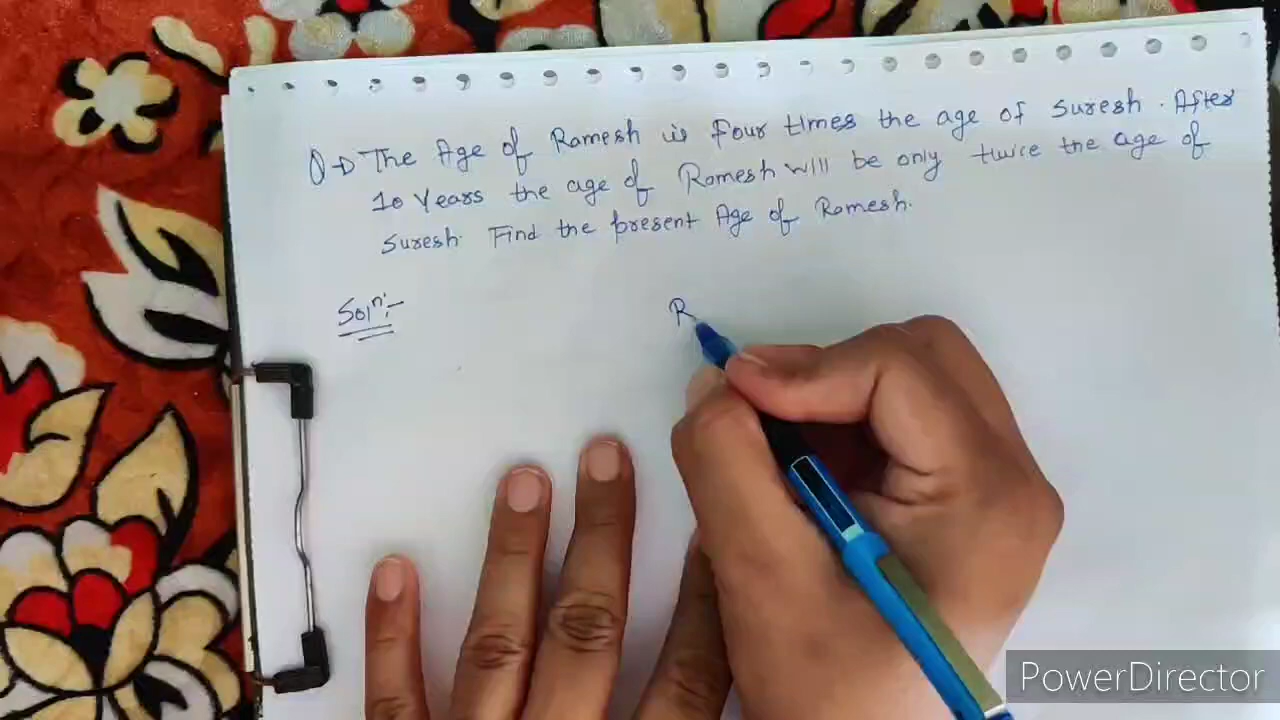 Q→ The Age of Ramesh is four times the age of Suresh. After
10 Years the age of Ramesh will be only twice the age of
Suresh. Find the present Age of Ramesh.
Solⁿ:-
R
PowerDirector